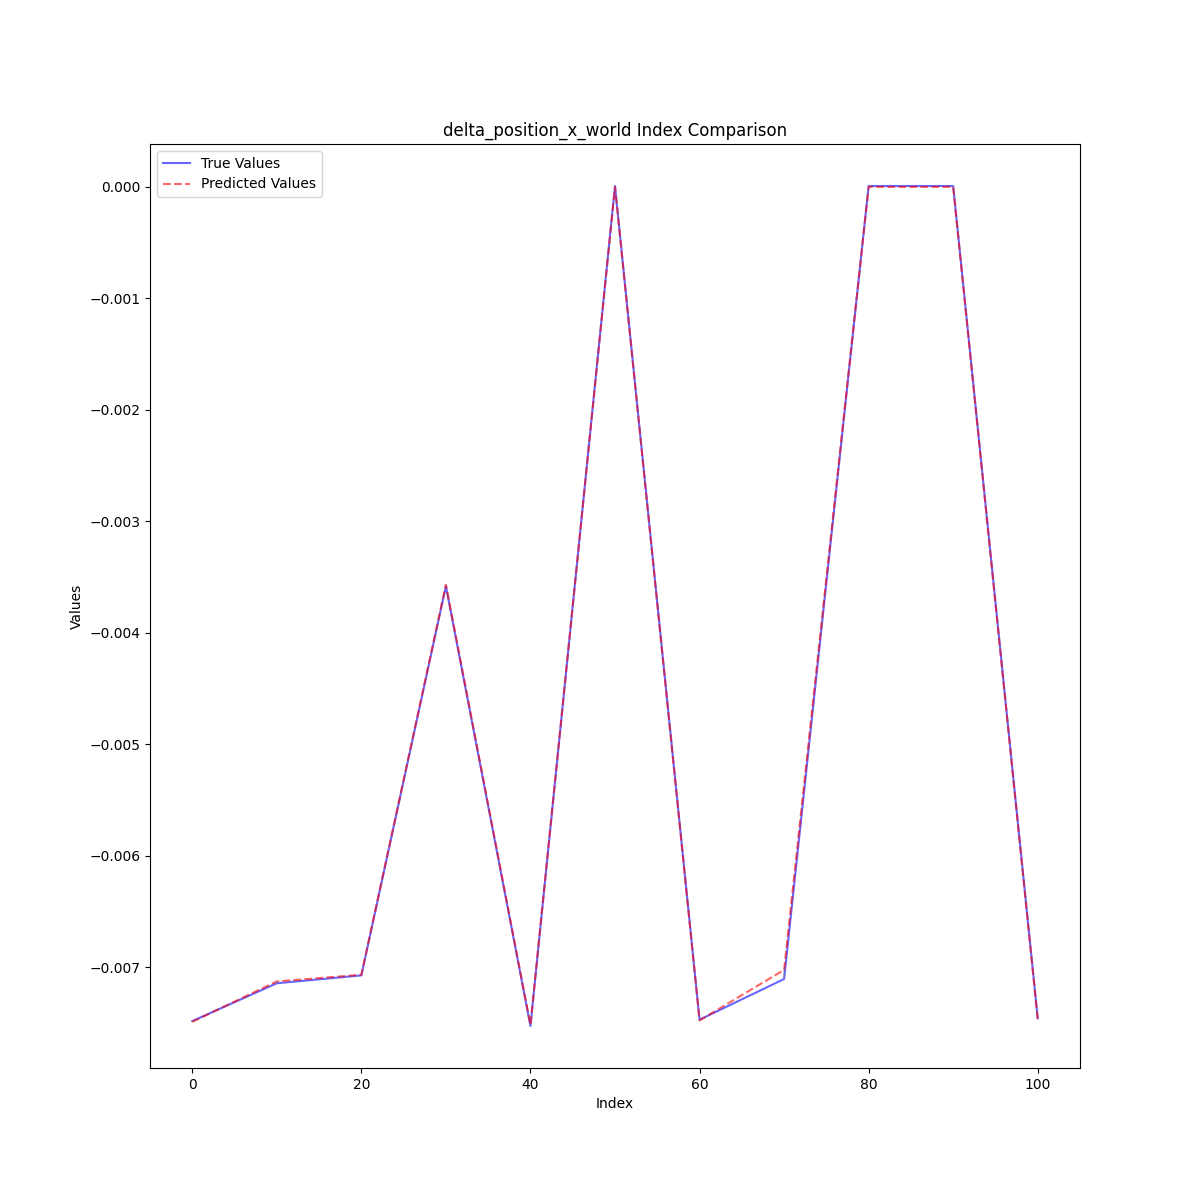 delta_position_x_world Index Comparison
True Values
Predicted Values
0.000
−0.001
−0.002
−0.003
−0.004
−0.005
−0.006
−0.007
Values
0 20 40 60 80 100
Index